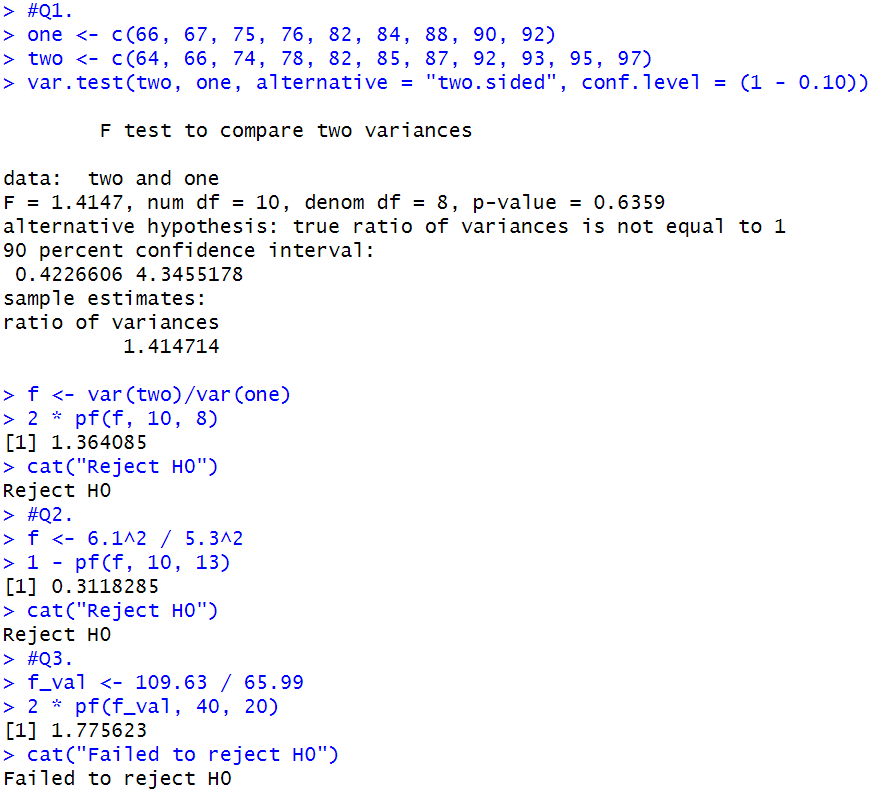 > #Q1.
> one <- c(66, 67, 75, 76, 82, 84, 88, 90, 92)
> two <- c(64, 66, 74, 78, 82, 85, 87, 92, 93, 95, 97)
> var.test(two, one, alternative = "two.sided", conf.level = (1 - 0.10))
F test to compare two variances
data:  two and one
F = 1.4147, num df = 10, denom df = 8, p-value = 0.6359
alternative hypothesis: true ratio of variances is not equal to 1
90 percent confidence interval:
 0.4226606 4.3455178
sample estimates:
ratio of variances
1.414714
> f <- var(two)/var(one)
> 2 * pf(f, 10, 8)
[1] 1.364085
> cat("Reject H0")
Reject H0
> #Q2.
> f <- 6.1^2 / 5.3^2
> 1 - pf(f, 10, 13)
[1] 0.3118285
> cat("Reject H0")
Reject H0
> #Q3.
> f_val <- 109.63 / 65.99
> 2 * pf(f_val, 40, 20)
[1] 1.775623
> cat("Failed to reject H0")
Failed to reject H0